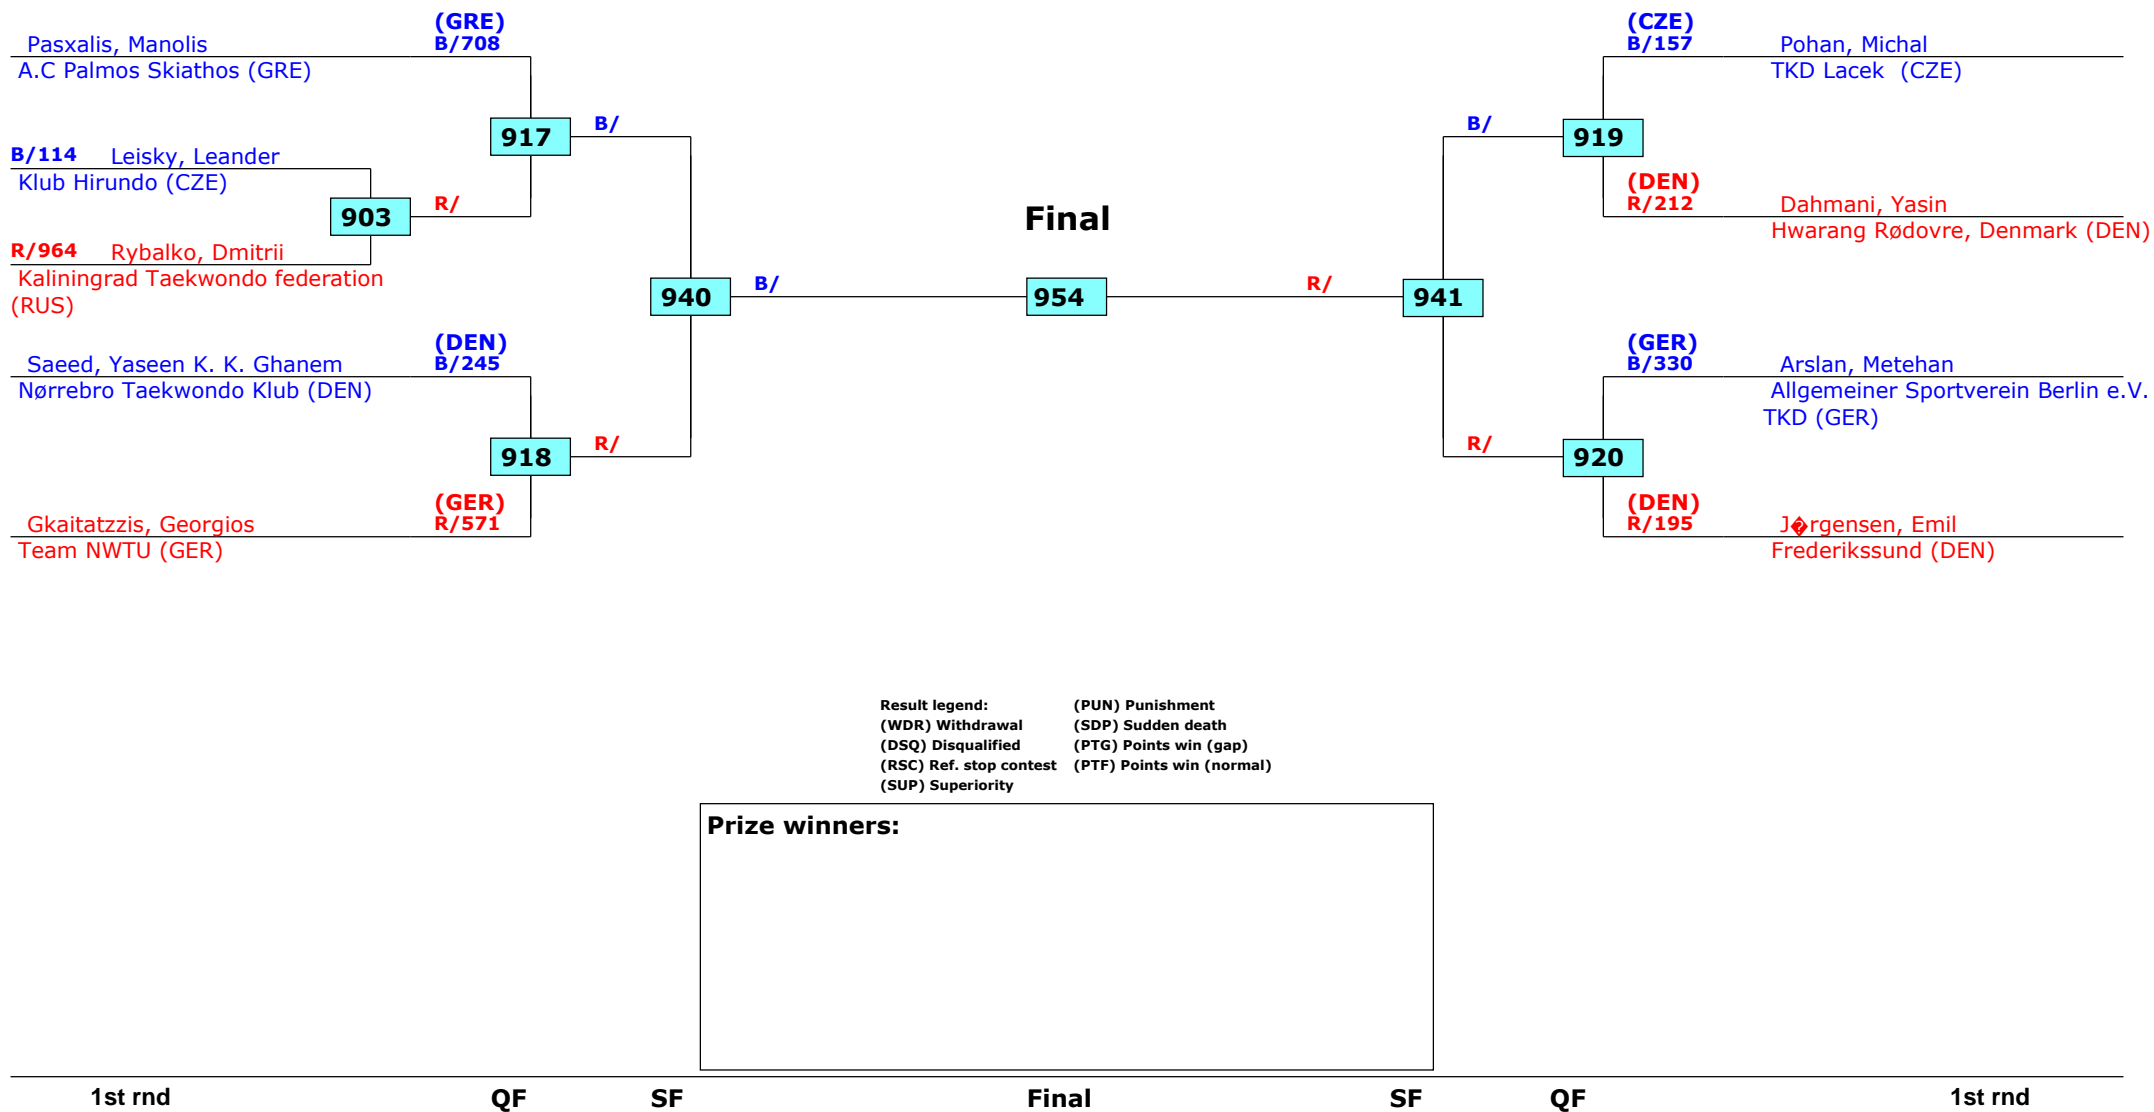 (GRE)
Pasxalis, Manolis B/708
A.C Palmos Skiathos (GRE)
917
B/
B/114 Leisky, Leander
Klub Hirundo (CZE)
903
R/
R/964 Rybalko, Dmitrii
Kaliningrad Taekwondo federation
(RUS)
940
B/
(DEN)
Saeed, Yaseen K. K. Ghanem B/245
Nørrebro Taekwondo Klub (DEN)
918
R/
(GER)
Gkaitatzzis, Georgios R/571
Team NWTU (GER)
Final
954
(CZE)
B/157 Pohan, Michal
TKD Lacek (CZE)
B/
919
(DEN)
R/212 Dahmani, Yasin
Hwarang Rødovre, Denmark (DEN)
R/
941
(GER)
B/330 Arslan, Metehan
Allgemeiner Sportverein Berlin e.V.
TKD (GER)
R/
920
(DEN)
R/195 J�rgensen, Emil
Frederikssund (DEN)
Result legend: (PUN) Punishment
(WDR) Withdrawal (SDP) Sudden death
(DSQ) Disqualified (PTG) Points win (gap)
(RSC) Ref. stop contest (PTF) Points win (normal)
(SUP) Superiority
Prize winners:
1st rnd QF SF Final SF QF 1st rnd